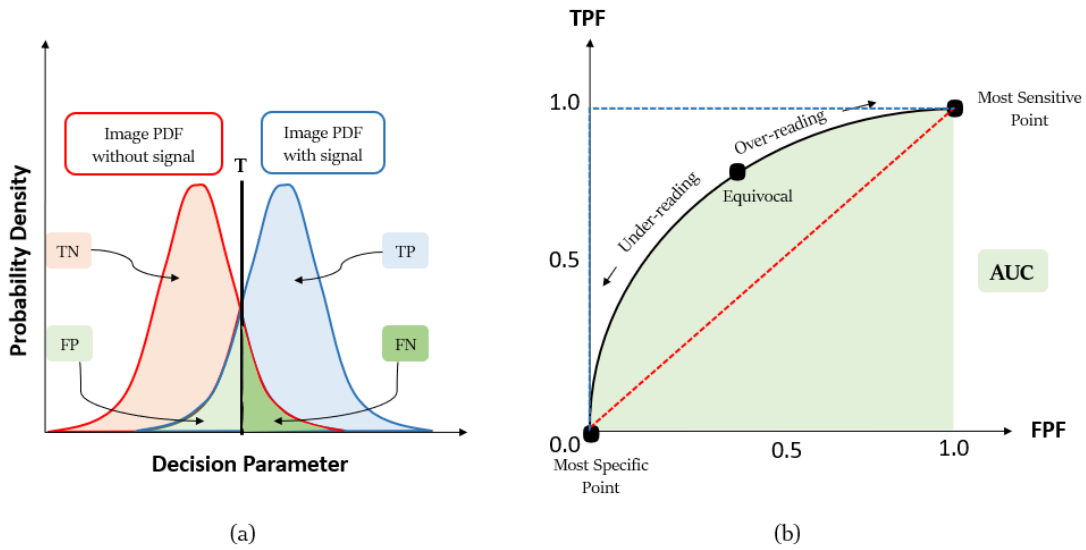 Probability Density
Image PDF
without signal
Image PDF
with signal
T
TN
TP
FP
FN
Decision Parameter
(a)
TPF
1.0
Most Sensitive
Point
Over-reading
Equivocal
Under-reading
0.5
AUC
0.0
Most Specific
Point
0.5
1.0
FPF
(b)